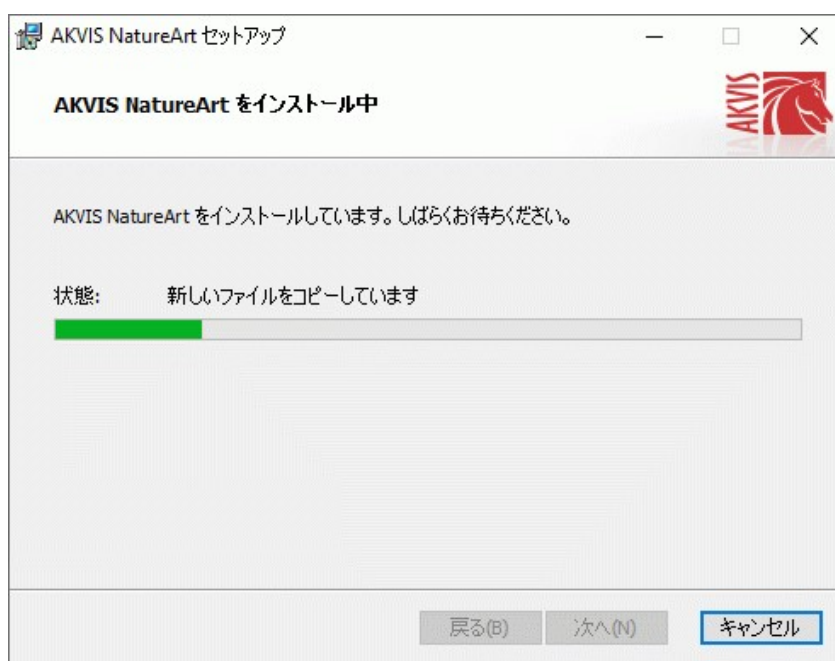 AKVIS NatureArt セットアップ
AKVIS NatureArt をインストール中
AKVIS
AKVIS NatureArt をインストールしています。しばらくお待ちください。
状態: 新しいファイルをコピーしています
戻る(B) 次へ(N) キャンセル